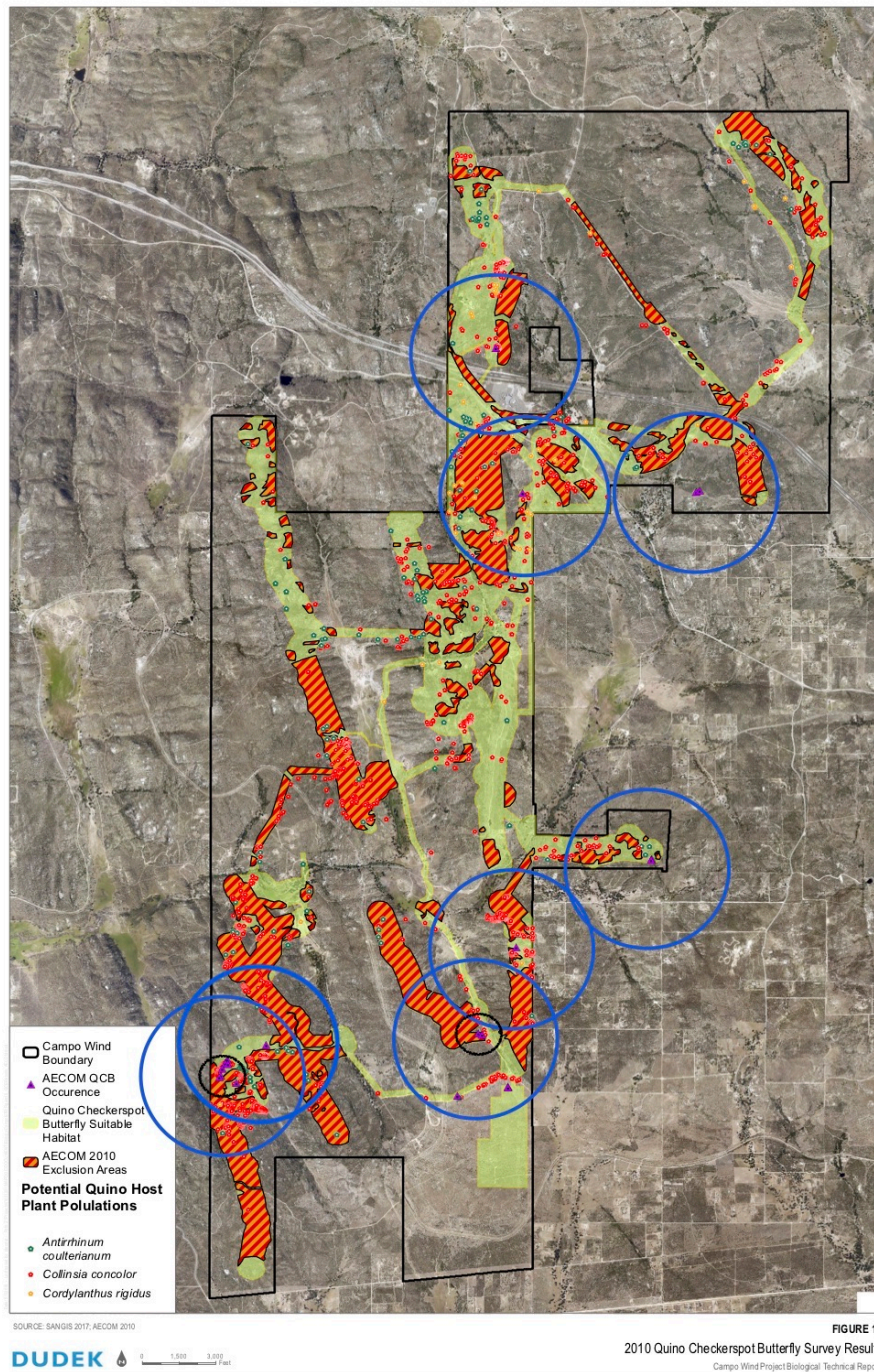 Campo Wind
Boundary
AECOM QCB
Occurence
Quino Checkerspot
Butterfly Suitable
Habitat
AECOM 2010
Exclusion Areas
Potential Quino Host
Plant Polulations
Antirrhinum
coulterianum
Collinsia concolor
Cordylanthus rigidus
SOURCE: SANGIS 2017; AECOM 2010
FIGURE 1
2010 Quino Checkerspot Butterfly Survey Resul
DUDEK
0 1,500 3,000
Feet
Campo Wind Project Biological Technical Repo